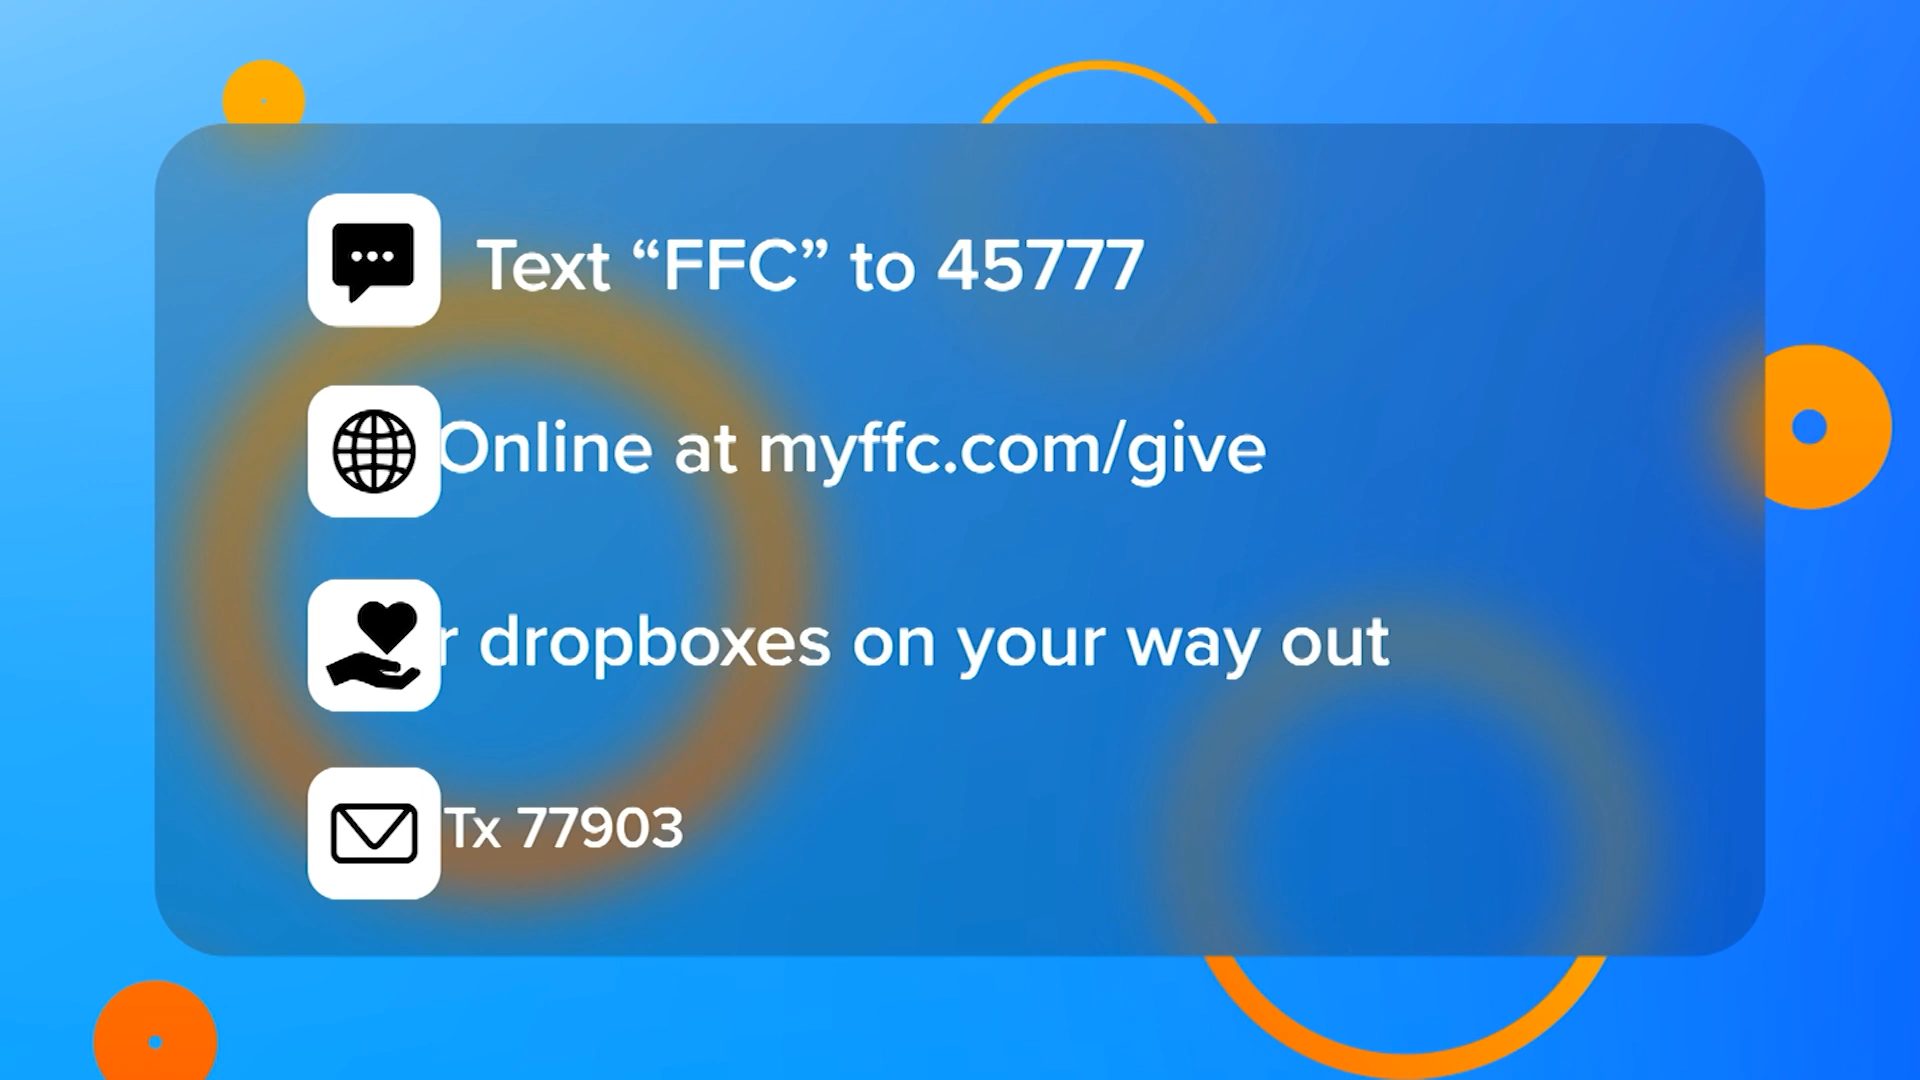 Text “FFC” to 45777
Online at myffc.com/give
r dropboxes on your way out
Tx 77903